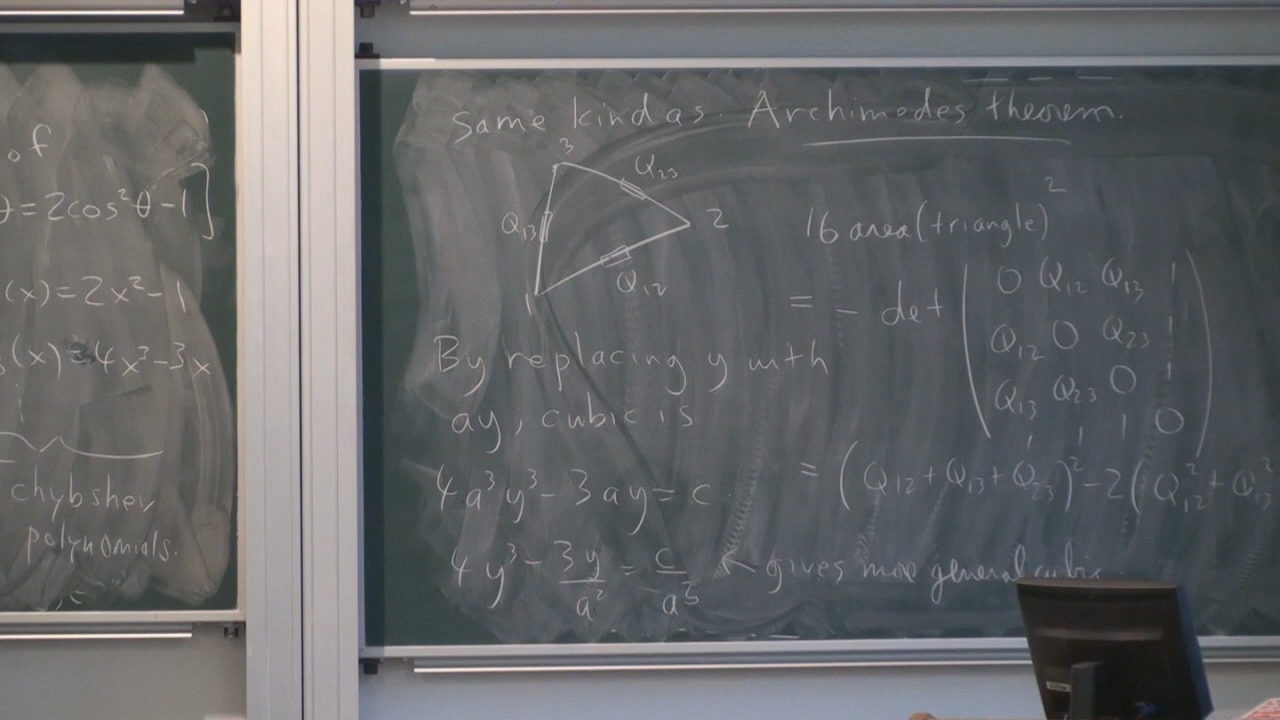 of
θ = 2cos²θ - 1]
(x) = 2x² - 1
(x) = 4x³ - 3x
chybsher
polynomials.
Same kind as Archimedes theorem.
3
Q₂₃
Q₁₃
2
Q₁₂
1
16 area(triangle)²
= - det ( 0 Q₁₂ Q₁₃ 1
Q₁₂ 0 Q₂₃ 1
Q₁₃ Q₂₃ 0 1
1 1 1 0 )
= (Q₁₂ + Q₁₃ + Q₂₃)² - 2(Q₁₂² + Q₁₃²
By replacing y with
ay, cubic is
4a³y³ - 3ay = c
4y³ - 3y/a² = c/a³ ← gives more general cubic